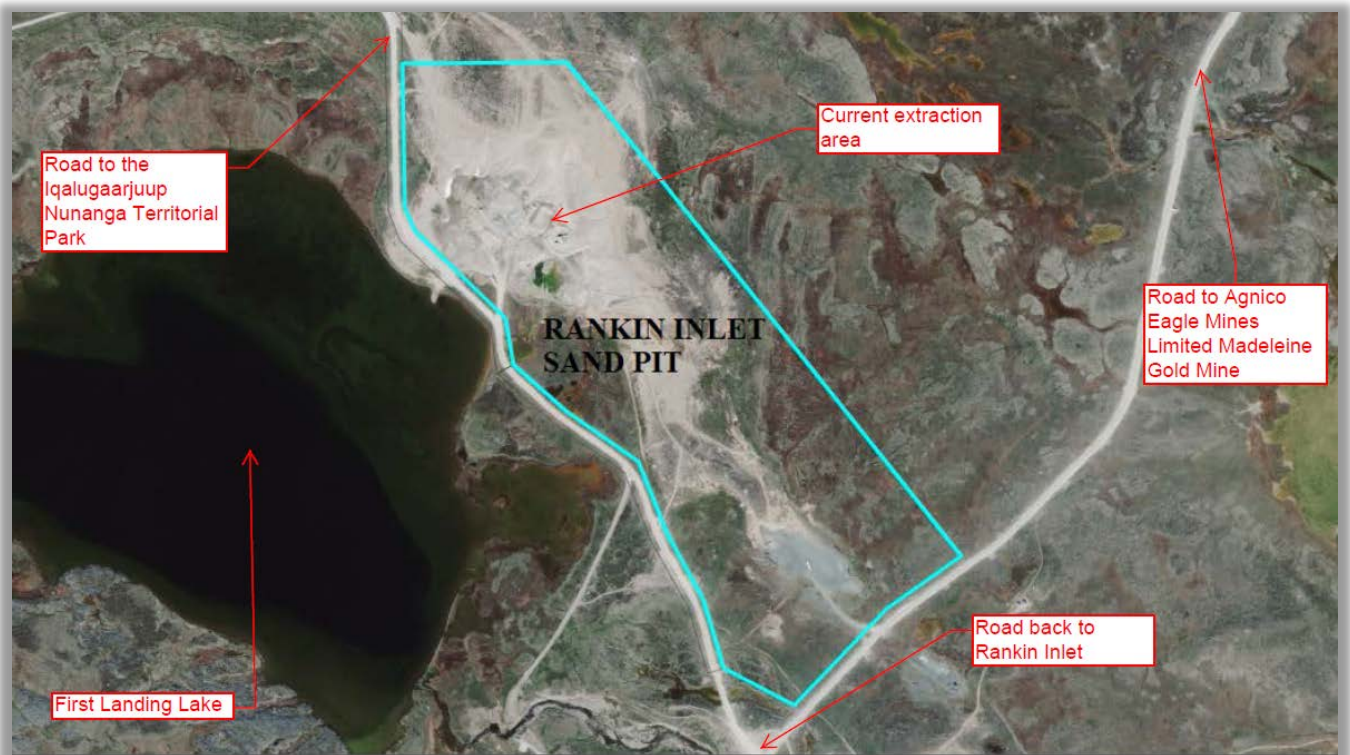 Current extraction
area
Road to the
Iqalugaarjuup
Nunanga Territorial
Park
Road to Agnico
Eagle Mines
Limited Madeleine
Gold Mine
RANKIN INLET
SAND PIT
Road back to
Rankin Inlet
First Landing Lake